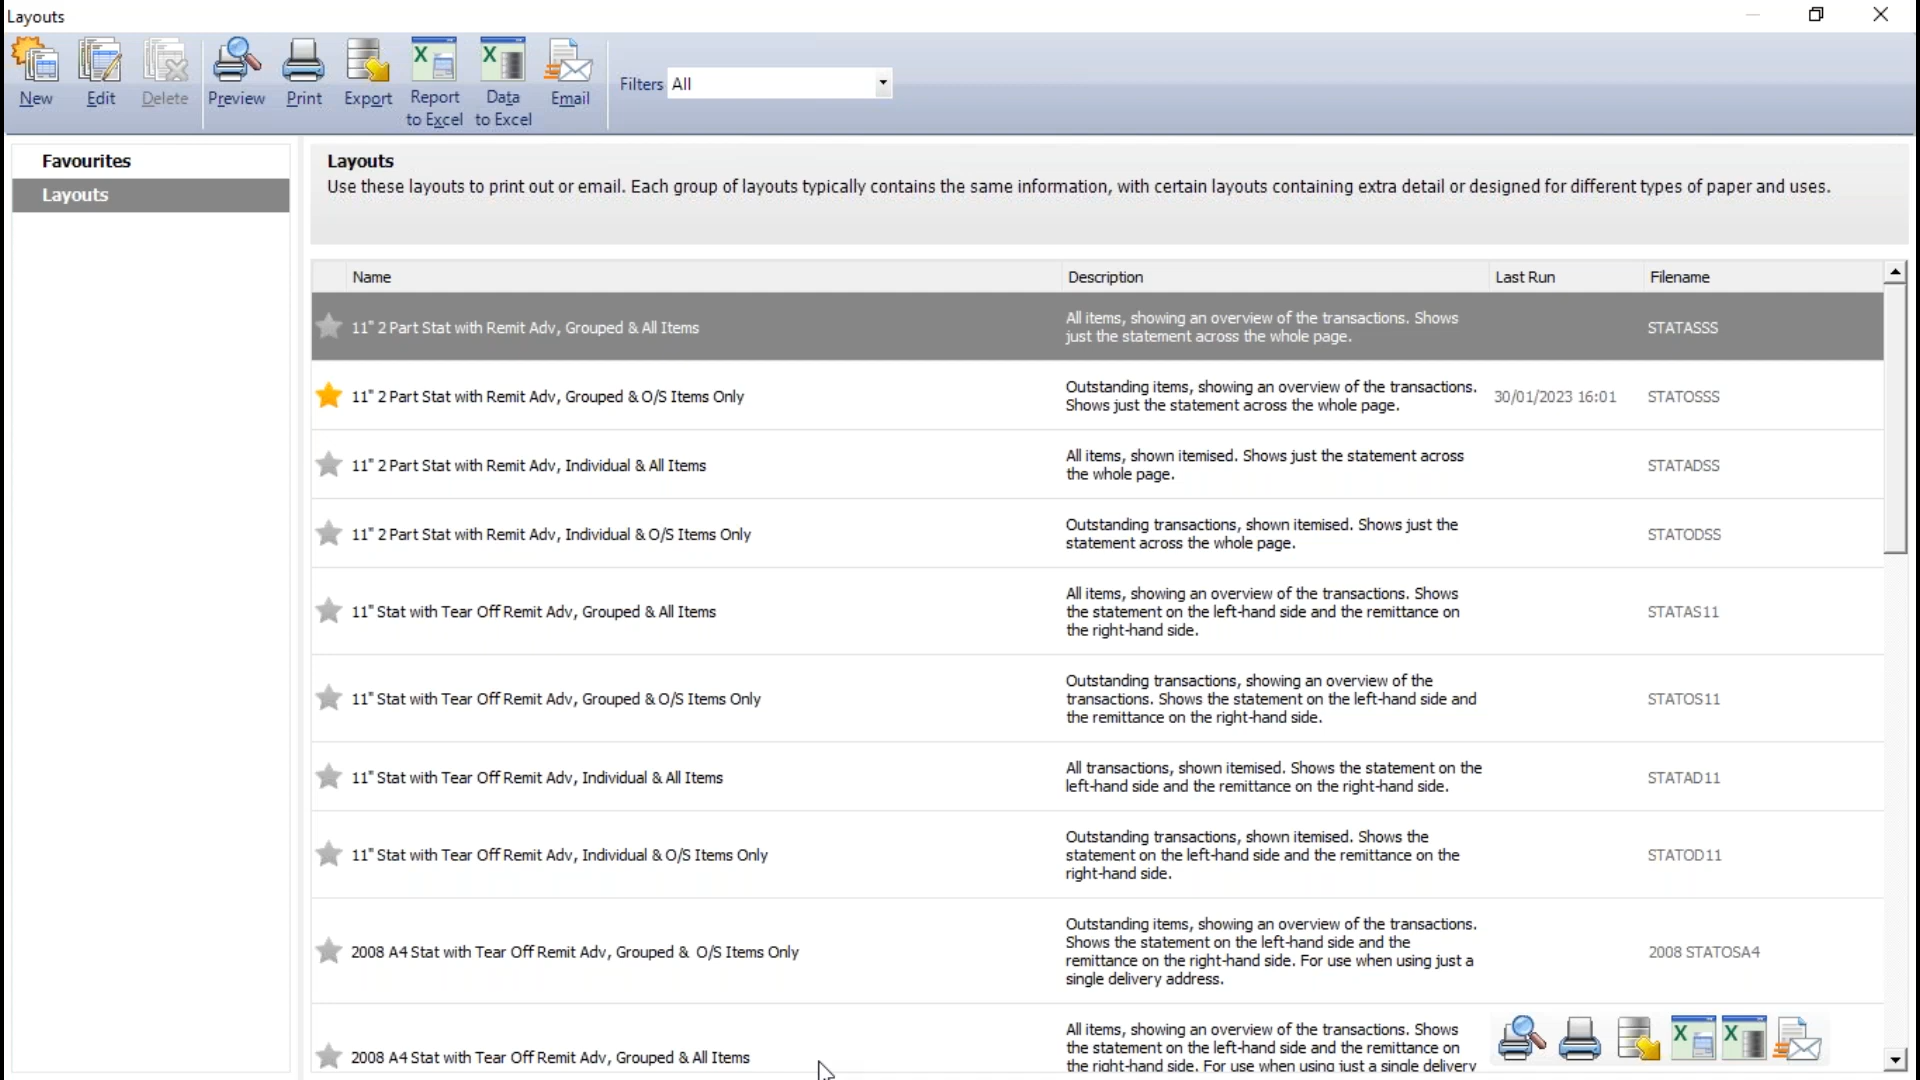 Layouts
New Edit Delete Preview Print Export Report to Excel Data to Excel Email Filters All
Favourites
Layouts
Layouts
Use these layouts to print out or email. Each group of layouts typically contains the same information, with certain layouts containing extra detail or designed for different types of paper and uses.
Name Description Last Run Filename
11" 2 Part Stat with Remit Adv, Grouped & All Items
All items, showing an overview of the transactions. Shows
just the statement across the whole page.
STATASSS
11" 2 Part Stat with Remit Adv, Grouped & O/S Items Only
Outstanding items, showing an overview of the transactions.
Shows just the statement across the whole page.
30/01/2023 16:01
STATOSSS
11" 2 Part Stat with Remit Adv, Individual & All Items
All items, shown itemised. Shows just the statement across
the whole page.
STATADSS
11" 2 Part Stat with Remit Adv, Individual & O/S Items Only
Outstanding transactions, shown itemised. Shows just the
statement across the whole page.
STATODSS
11" Stat with Tear Off Remit Adv, Grouped & All Items
All items, showing an overview of the transactions. Shows
the statement on the left-hand side and the remittance on
the right-hand side.
STATAS11
11" Stat with Tear Off Remit Adv, Grouped & O/S Items Only
Outstanding transactions, showing an overview of the
transactions. Shows the statement on the left-hand side and
the remittance on the right-hand side.
STATOS11
11" Stat with Tear Off Remit Adv, Individual & All Items
All transactions, shown itemised. Shows the statement on the
left-hand side and the remittance on the right-hand side.
STATAD11
11" Stat with Tear Off Remit Adv, Individual & O/S Items Only
Outstanding transactions, shown itemised. Shows the
statement on the left-hand side and the remittance on the
right-hand side.
STATOD11
2008 A4 Stat with Tear Off Remit Adv, Grouped &  O/S Items Only
Outstanding items, showing an overview of the transactions.
Shows the statement on the left-hand side and the
remittance on the right-hand side. For use when using just a
single delivery address.
2008 STATOSA4
2008 A4 Stat with Tear Off Remit Adv, Grouped & All Items
All items, showing an overview of the transactions. Shows
the statement on the left-hand side and the remittance on
the right-hand side. For use when using just a single delivery